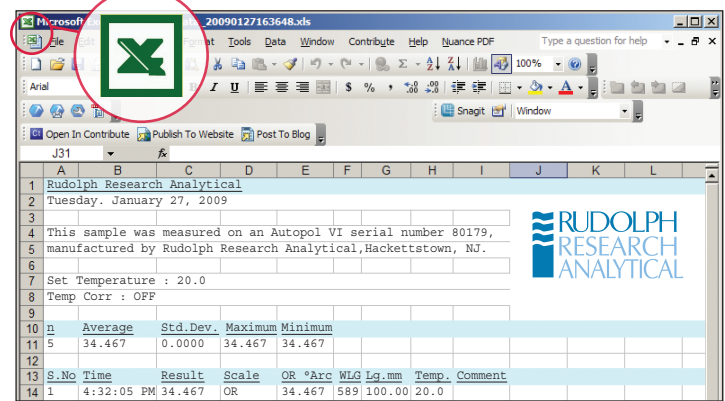 Microsoft 20090127163648.xls
File Format Tools Data Window Contribute Help Nuance PDF Type a question for help
Σ 100%
Arial B I U $ % ,
Snagit Window
Open In Contribute Publish To Website Post To Blog
J31 fx
A B C D E F G H I J K L
1 Rudolph Research Analytical
2 Tuesday. January 27, 2009
3
4 This sample was measured on an Autopol VI serial number 80179,
5 manufactured by Rudolph Research Analytical,Hackettstown, NJ.
6
7 Set Temperature : 20.0
8 Temp Corr : OFF
9
10 n Average Std.Dev. Maximum Minimum
11 5 34.467 0.0000 34.467 34.467
12
13 S.No Time Result Scale OR °Arc WLG Lg.mm Temp. Comment
14 1 4:32:05 PM 34.467 OR 34.467 589 100.00 20.0
RUDOLPH
RESEARCH
ANALYTICAL